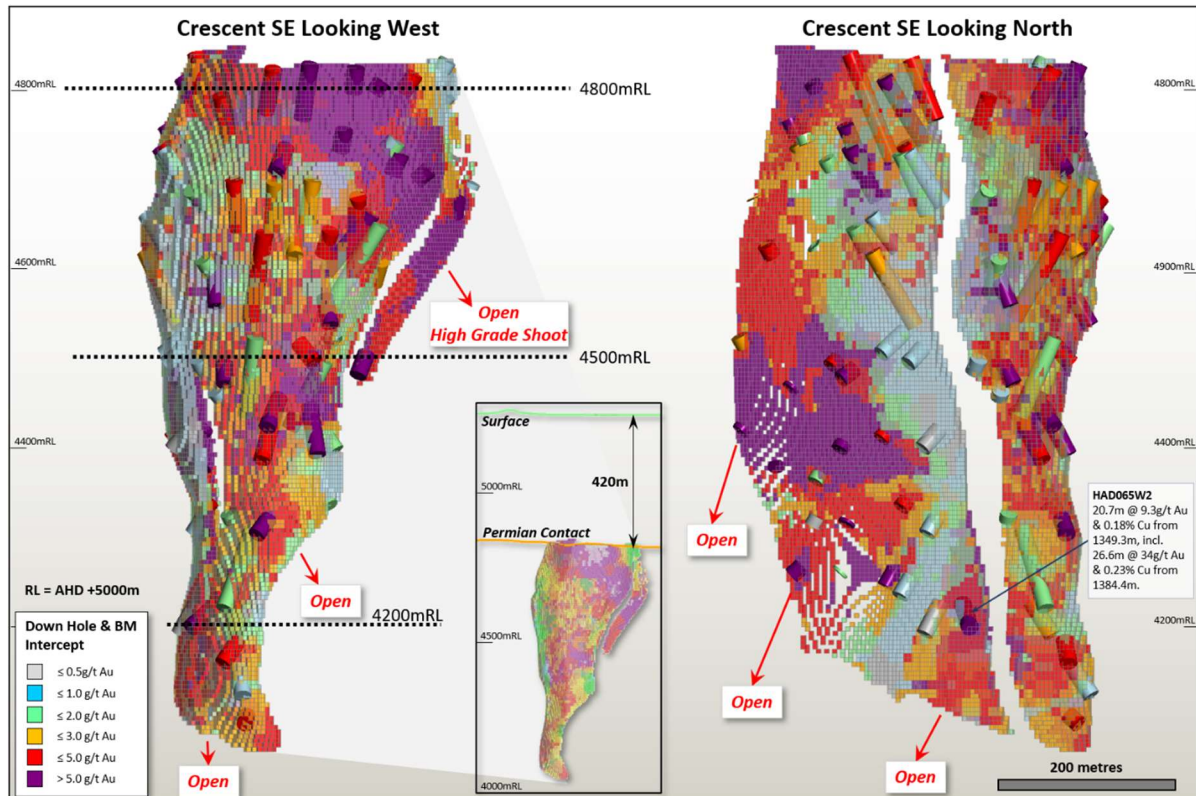 Crescent SE Looking West
4800mRL
4800mRL
4600mRL
Open
High Grade Shoot
4500mRL
4400mRL
Open
RL = AHD +5000m
4200mRL
Down Hole & BM
Intercept
≤ 0.5g/t Au
≤ 1.0 g/t Au
≤ 2.0 g/t Au
≤ 3.0 g/t Au
≤ 5.0 g/t Au
> 5.0 g/t Au
Open
Surface
420m
5000mRL
Permian Contact
4500mRL
4000mRL
Crescent SE Looking North
4800mRL
4900mRL
4400mRL
HAD065W2
20.7m @ 9.3g/t Au
& 0.18% Cu from
1349.3m, incl.
26.6m @ 34g/t Au
& 0.23% Cu from
1384.4m.
Open
4200mRL
Open
Open
200 metres